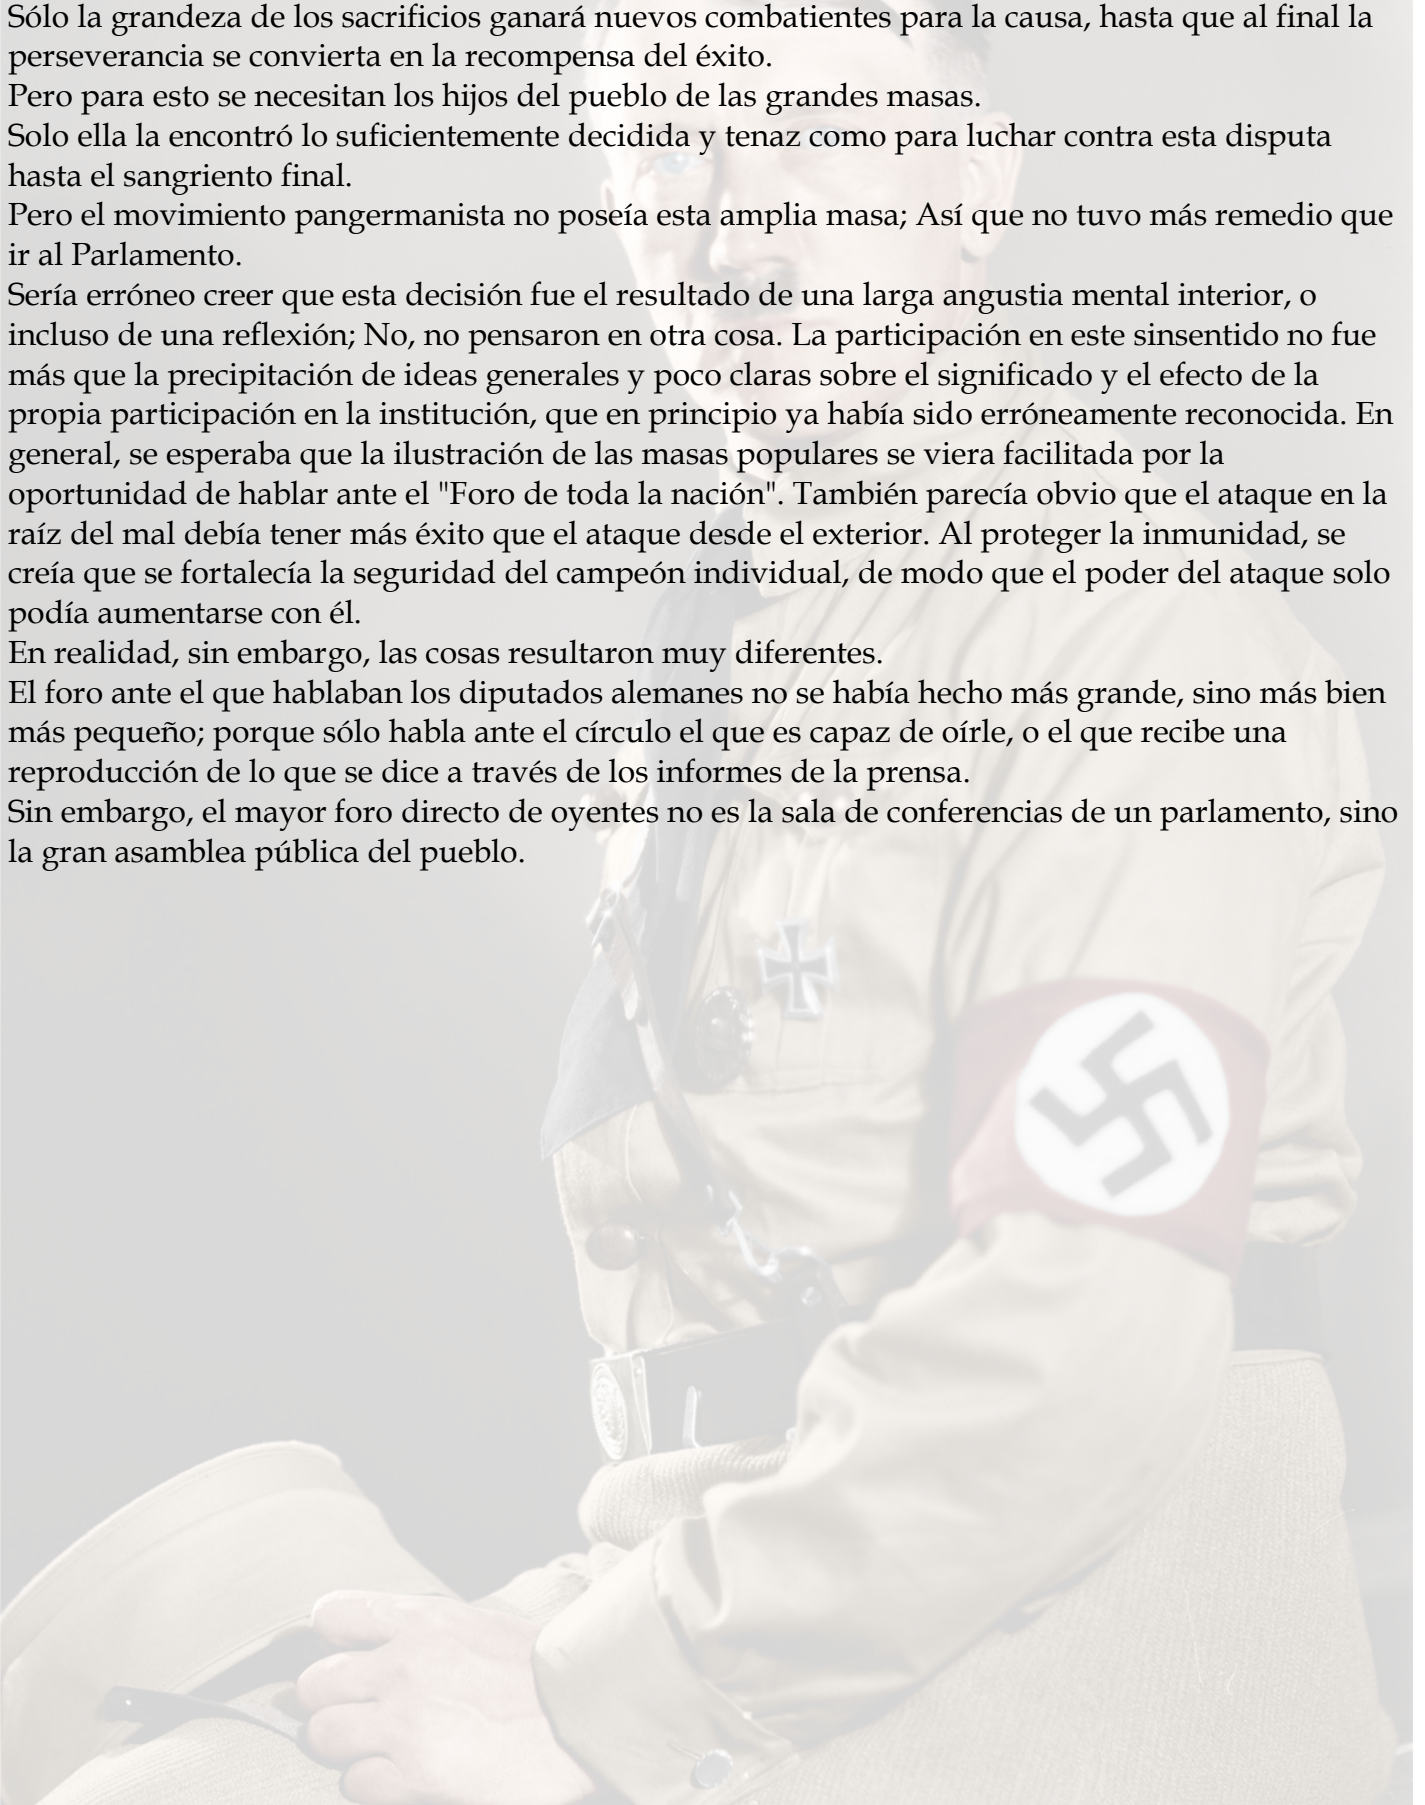 Sólo la grandeza de los sacrificios ganará nuevos combatientes para la causa, hasta que al final la
perseverancia se convierta en la recompensa del éxito.
Pero para esto se necesitan los hijos del pueblo de las grandes masas.
Solo ella la encontró lo suficientemente decidida y tenaz como para luchar contra esta disputa
hasta el sangriento final.
Pero el movimiento pangermanista no poseía esta amplia masa; Así que no tuvo más remedio que
ir al Parlamento.
Sería erróneo creer que esta decisión fue el resultado de una larga angustia mental interior, o
incluso de una reflexión; No, no pensaron en otra cosa. La participación en este sinsentido no fue
más que la precipitación de ideas generales y poco claras sobre el significado y el efecto de la
propia participación en la institución, que en principio ya había sido erróneamente reconocida. En
general, se esperaba que la ilustración de las masas populares se viera facilitada por la
oportunidad de hablar ante el "Foro de toda la nación". También parecía obvio que el ataque en la
raíz del mal debía tener más éxito que el ataque desde el exterior. Al proteger la inmunidad, se
creía que se fortalecía la seguridad del campeón individual, de modo que el poder del ataque solo
podía aumentarse con él.
En realidad, sin embargo, las cosas resultaron muy diferentes.
El foro ante el que hablaban los diputados alemanes no se había hecho más grande, sino más bien
más pequeño; porque sólo habla ante el círculo el que es capaz de oírle, o el que recibe una
reproducción de lo que se dice a través de los informes de la prensa.
Sin embargo, el mayor foro directo de oyentes no es la sala de conferencias de un parlamento, sino
la gran asamblea pública del pueblo.